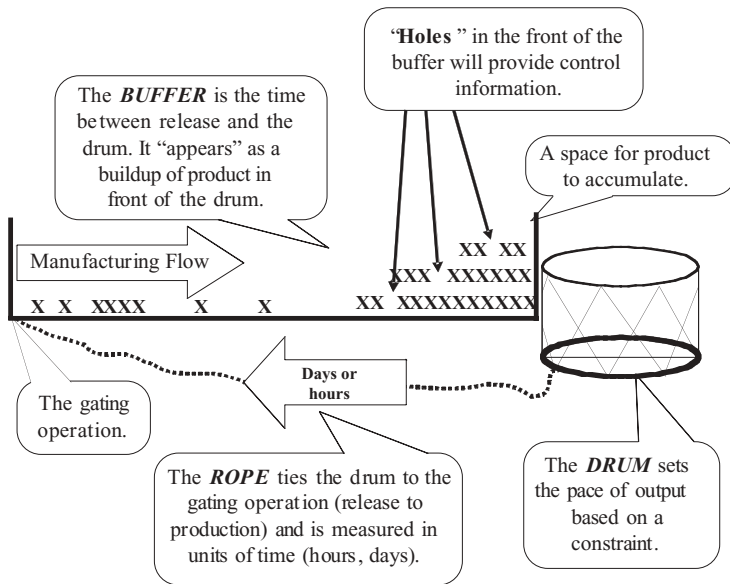 “Holes ” in the front of the
buffer will provide control
information.
The BUFFER is the time
between release and the
drum. It “appears” as a
buildup of product in
front of the drum.
A space for product
to accumulate.
Manufacturing Flow
XX XX
XXX XXXXXX
X X XXXX X X XX XXXXXXXXXXX
Days or
hours
The gating
operation.
The ROPE ties the drum to the
gating operation (release to
production) and is measured in
units of time (hours, days).
The DRUM sets
the pace of output
based on a
constraint.